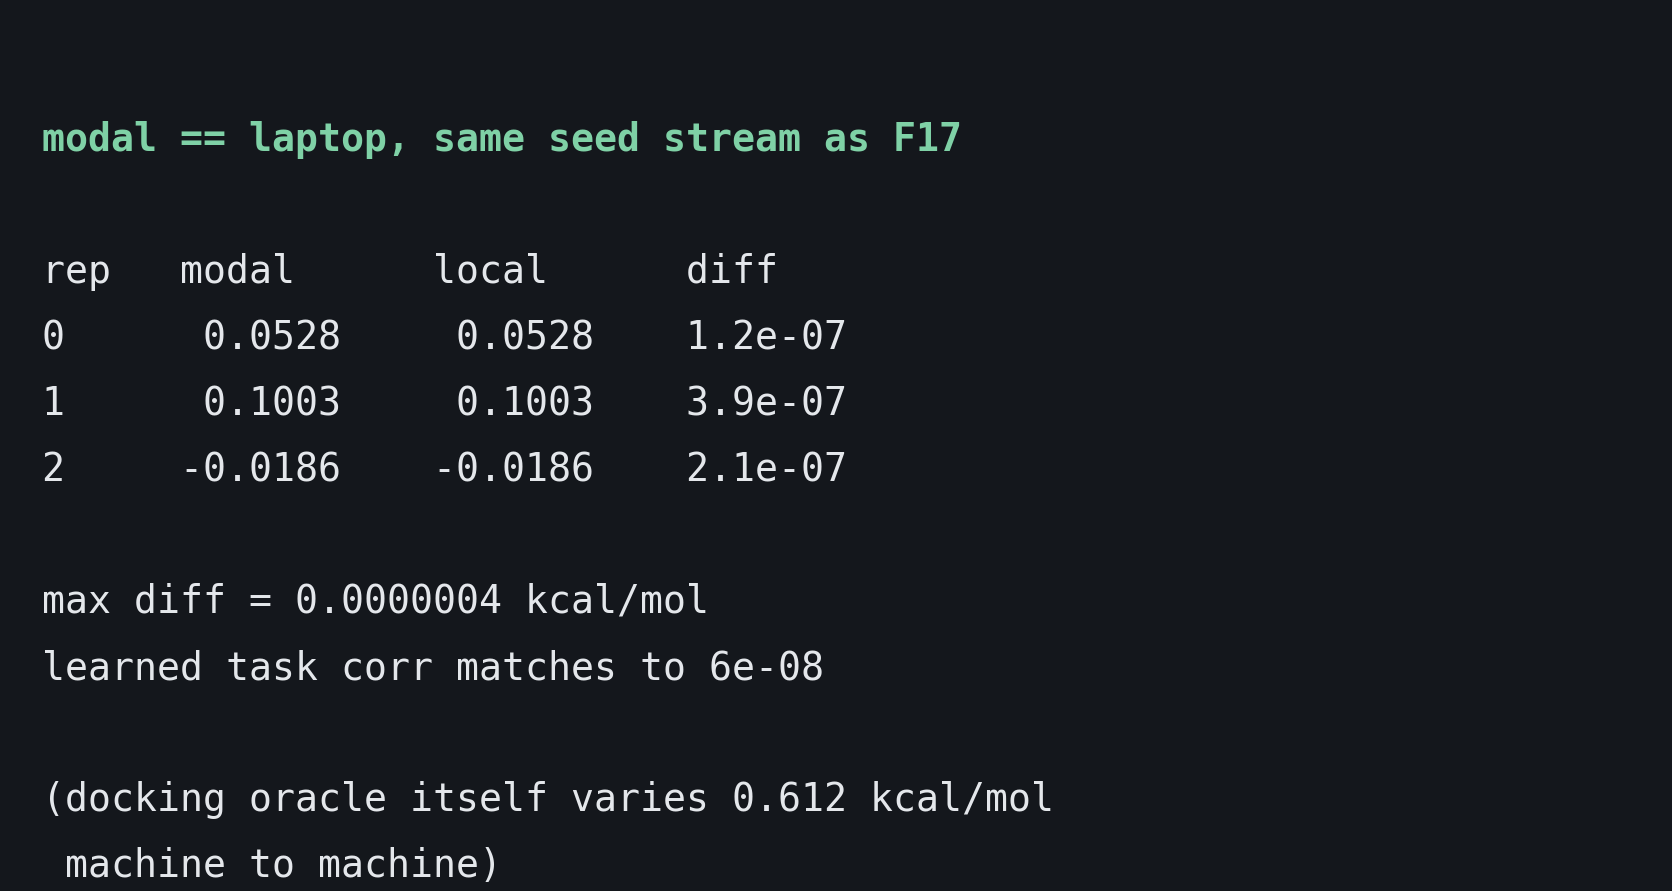 modal == laptop, same seed stream as F17
rep   modal      local      diff
0      0.0528     0.0528    1.2e-07
1      0.1003     0.1003    3.9e-07
2     -0.0186    -0.0186    2.1e-07
max diff = 0.0000004 kcal/mol
learned task corr matches to 6e-08
(docking oracle itself varies 0.612 kcal/mol
machine to machine)